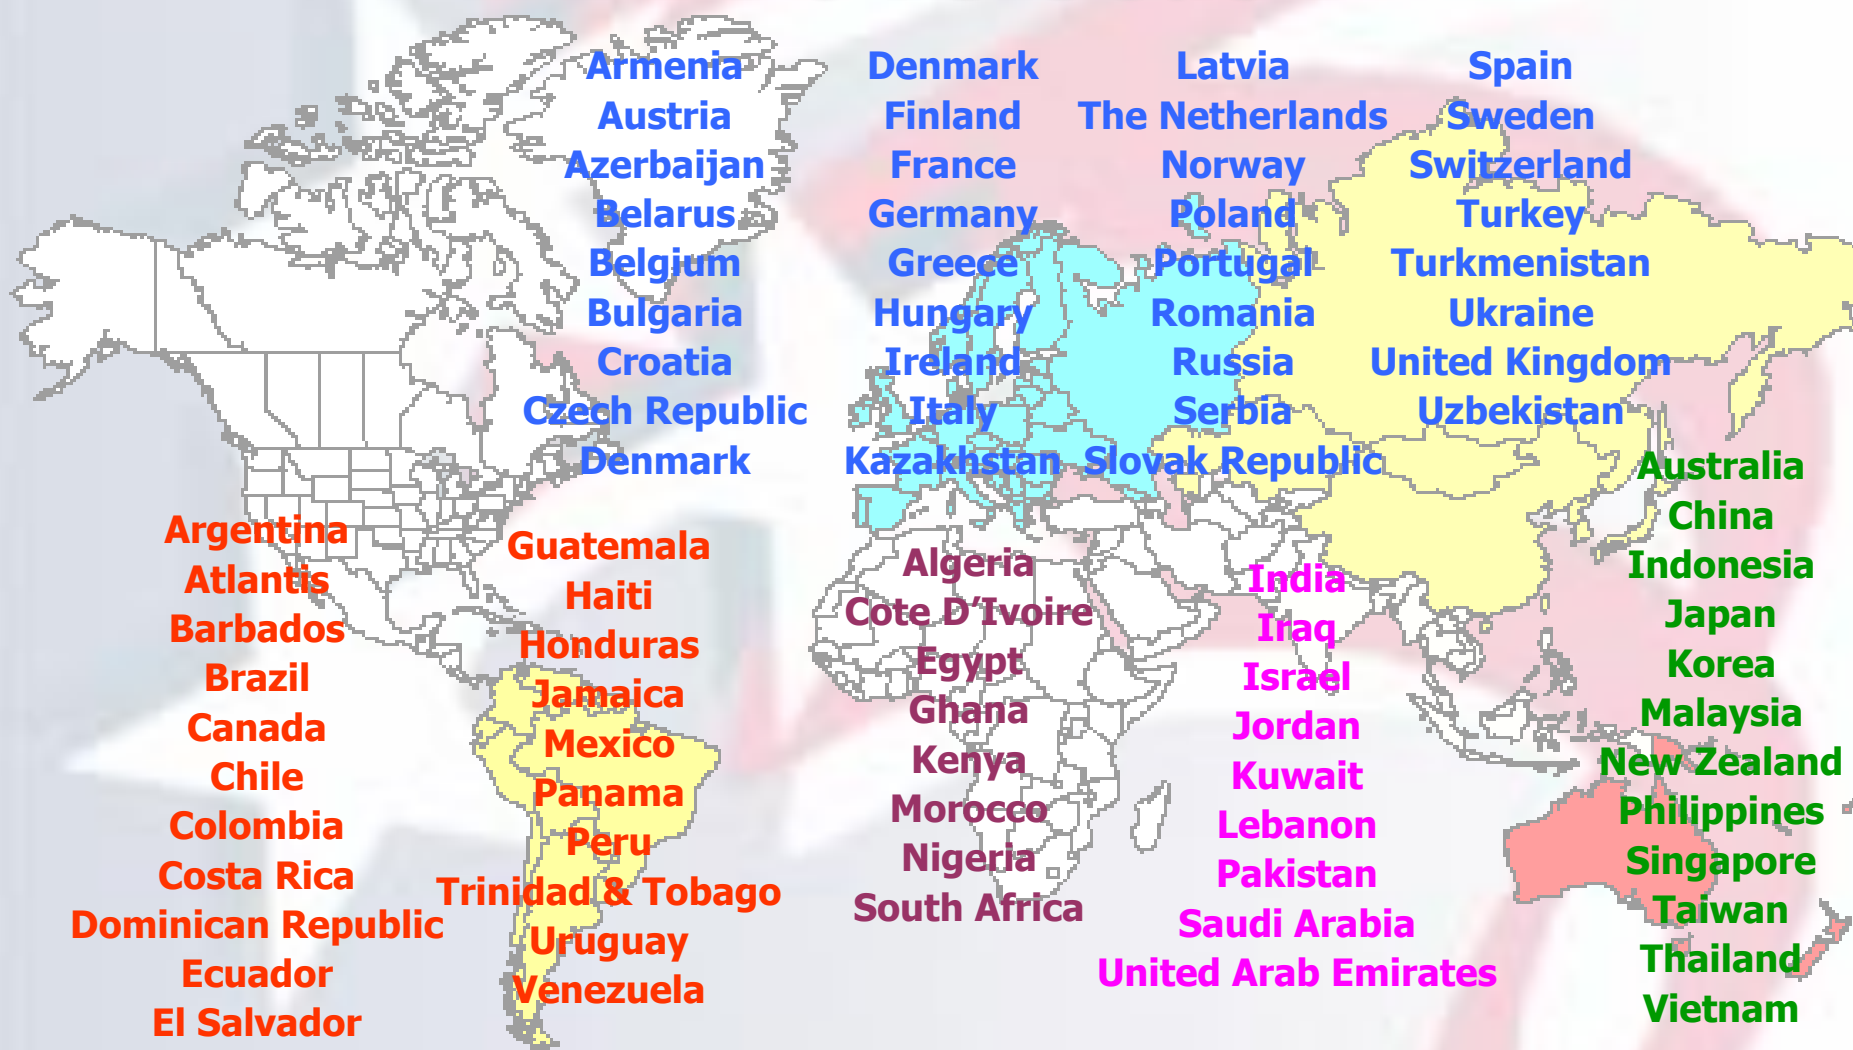 Armenia
Austria
Azerbaijan
Belarus
Belgium
Bulgaria
Croatia
Czech Republic
Denmark
Denmark
Finland
France
Germany
Greece
Hungary
Ireland
Italy
Kazakhstan
Latvia
The Netherlands
Norway
Poland
Portugal
Romania
Russia
Serbia
Slovak Republic
Spain
Sweden
Switzerland
Turkey
Turkmenistan
Ukraine
United Kingdom
Uzbekistan
Argentina
Atlantis
Barbados
Brazil
Canada
Chile
Colombia
Costa Rica
Dominican Republic
Ecuador
El Salvador
Guatemala
Haiti
Honduras
Jamaica
Mexico
Panama
Peru
Trinidad & Tobago
Uruguay
Venezuela
Algeria
Cote D’Ivoire
Egypt
Ghana
Kenya
Morocco
Nigeria
South Africa
India
Iraq
Israel
Jordan
Kuwait
Lebanon
Pakistan
Saudi Arabia
United Arab Emirates
Australia
China
Indonesia
Japan
Korea
Malaysia
New Zealand
Philippines
Singapore
Taiwan
Thailand
Vietnam